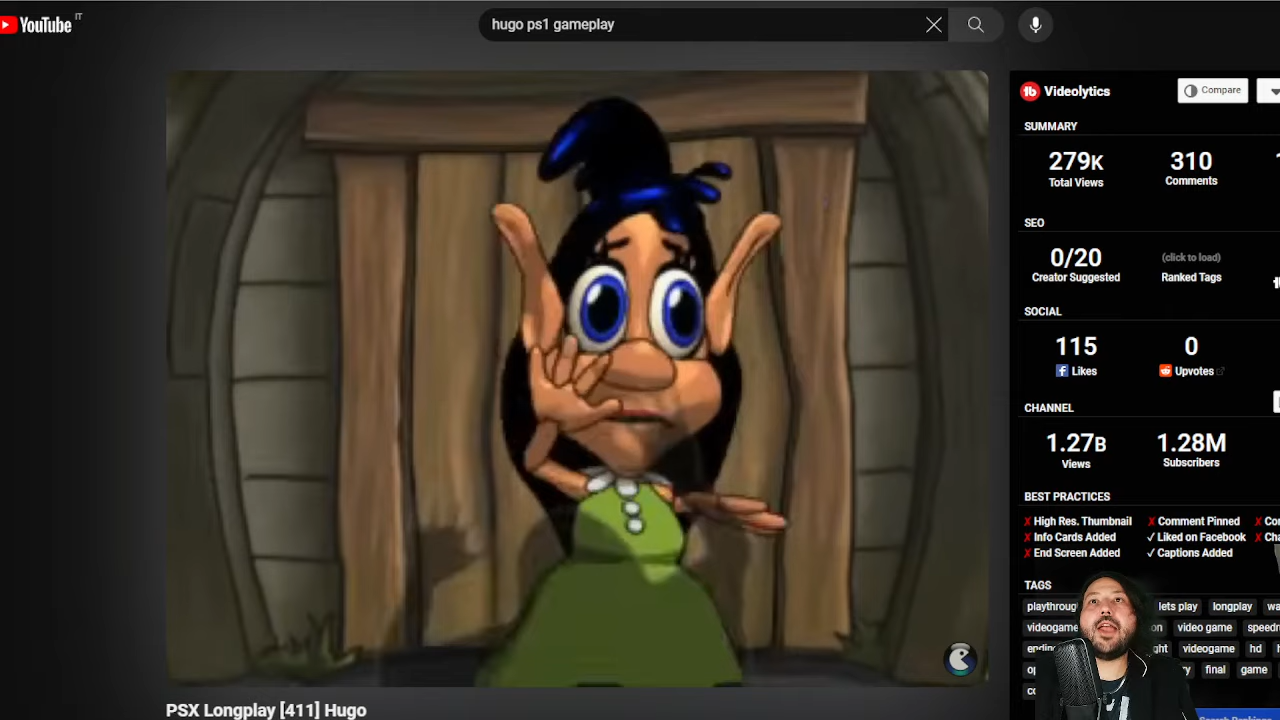 YouTube IT
hugo ps1 gameplay
Videolytics
Compare
SUMMARY
279K
310
Total Views
Comments
SEO
0/20
(click to load)
Creator Suggested
Ranked Tags
SOCIAL
115
0
Likes
Upvotes
CHANNEL
1.27B
1.28M
Views
Subscribers
BEST PRACTICES
✗ High Res. Thumbnail ✗ Comment Pinned
✗ Info Cards Added ✓ Liked on Facebook
✗ End Screen Added ✓ Captions Added
TAGS
lets play longplay
video game
videogame hd
final game
PSX Longplay [411] Hugo